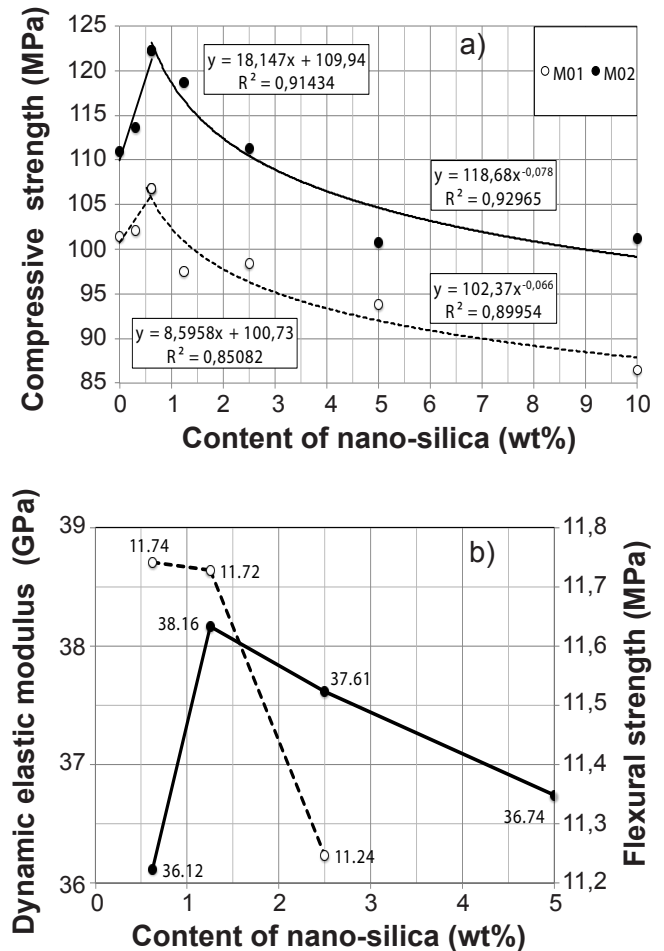 a)
M01 M02
y = 18,147x + 109,94
R² = 0,91434
y = 118,68x^-0,078
R² = 0,92965
y = 102,37x^-0,066
R² = 0,89954
y = 8,5958x + 100,73
R² = 0,85082
Compressive strength (MPa)
125
120
115
110
105
100
95
90
85
0 1 2 3 4 5 6 7 8 9 10
Content of nano-silica (wt%)
b)
Dynamic elastic modulus (GPa)
39
38
37
36
11.74
11.72
38.16
37.61
36.74
36.12
11.24
11,8
11,7
11,6
11,5
11,4
11,3
11,2
Flexural strength (MPa)
0 1 2 3 4 5
Content of nano-silica (wt%)